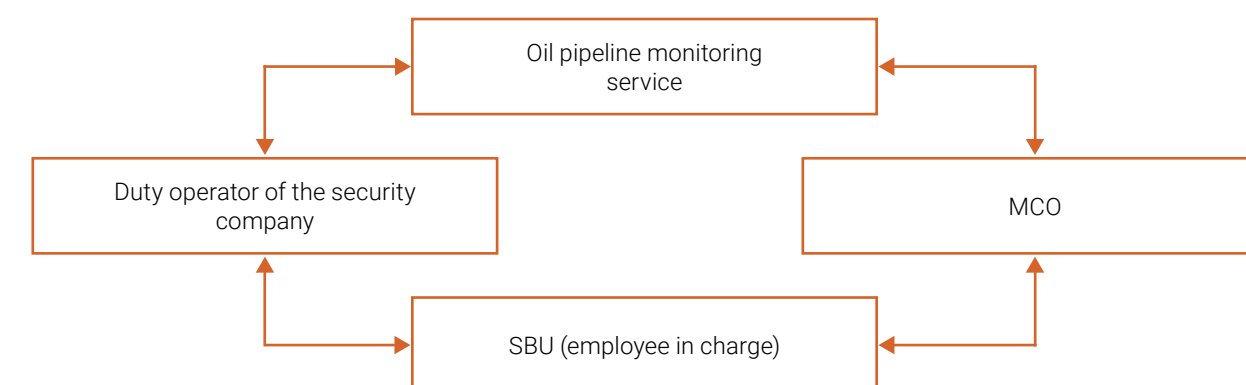 Oil pipeline monitoring
service
Duty operator of the security
company
MCO
SBU (employee in charge)